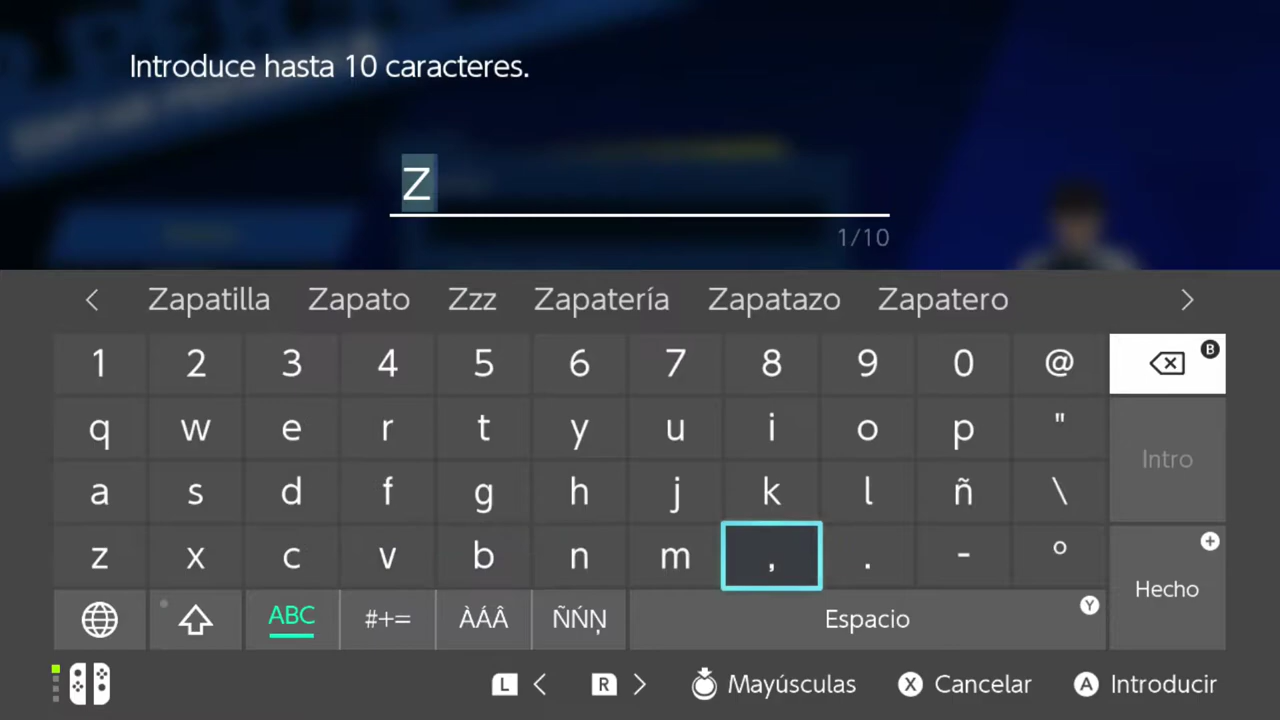 Introduce hasta 10 caracteres.
Z
1/10
Zapatilla Zapato Zzz Zapatería Zapatazo Zapatero
1 2 3 4 5 6 7 8 9 0 @ B
q w e r t y u i o p " Intro
a s d f g h j k l ñ \
z x c v b n m , . - º + Hecho
ABC #+= ÀÁÂ ÑŃŅ Espacio Y
L R Mayúsculas X Cancelar A Introducir